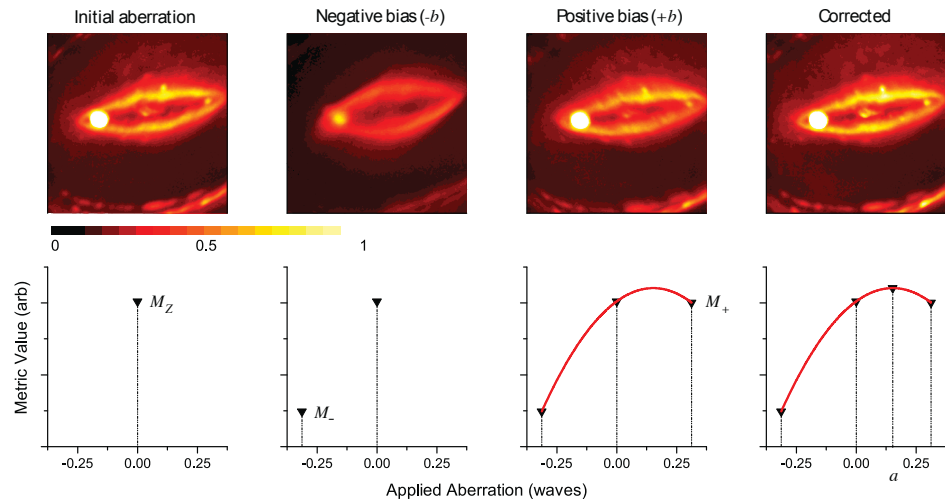 Initial aberration
Negative bias (-b)
Positive bias (+b)
Corrected
0 0.5 1
Metric Value (arb)
M_Z
M_-
M_+
-0.25 0.00 0.25
-0.25 0.00 0.25
-0.25 0.00 0.25
-0.25 0.00 0.25
a
Applied Aberration (waves)